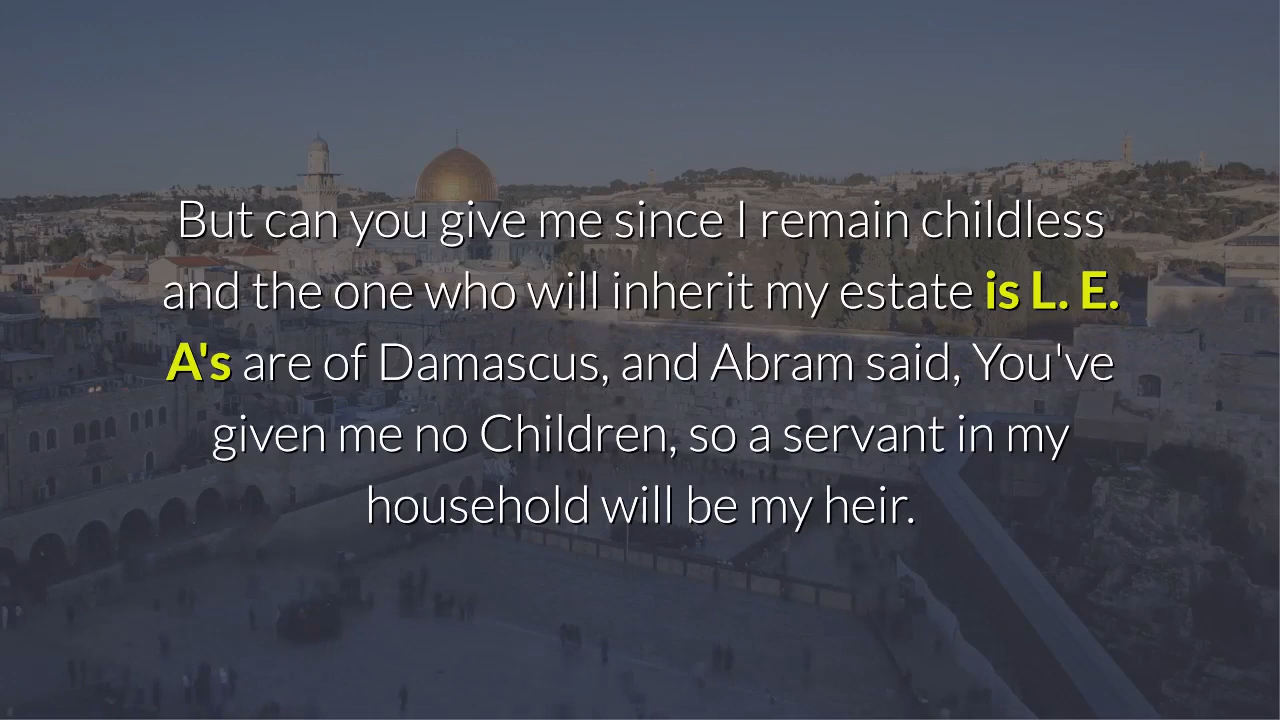 But can you give me since I remain childless
and the one who will inherit my estate is L. E.
A's are of Damascus, and Abram said, You've
given me no Children, so a servant in my
household will be my heir.